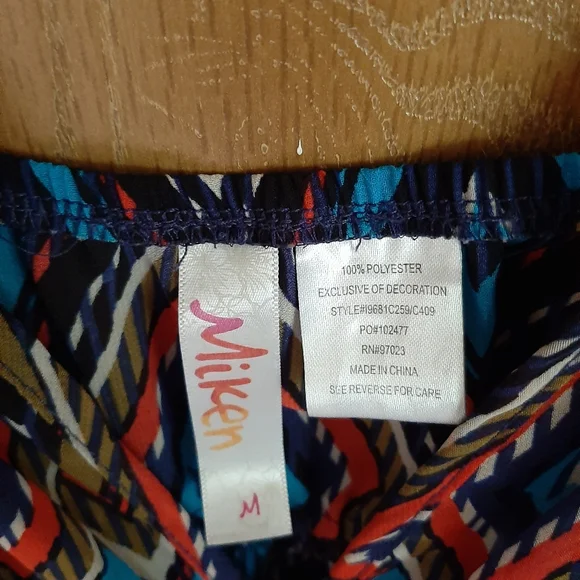 Miken
M
100% POLYESTER
EXCLUSIVE OF DECORATION
STYLE#I9681C259/C409
PO#102477
RN#97023
MADE IN CHINA
SEE REVERSE FOR CARE